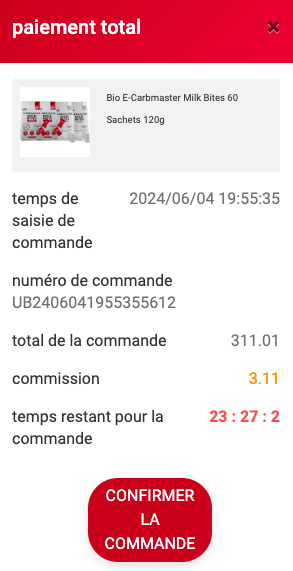 paiement total
×
Bio E-Carbmaster Milk Bites 60
Sachets 120g
temps de
saisie de
commande
2024/06/04 19:55:35
numéro de commande
UB2406041955355612
total de la commande 311.01
commission 3.11
temps restant pour la
commande
23 : 27 : 2
CONFIRMER
LA
COMMANDE